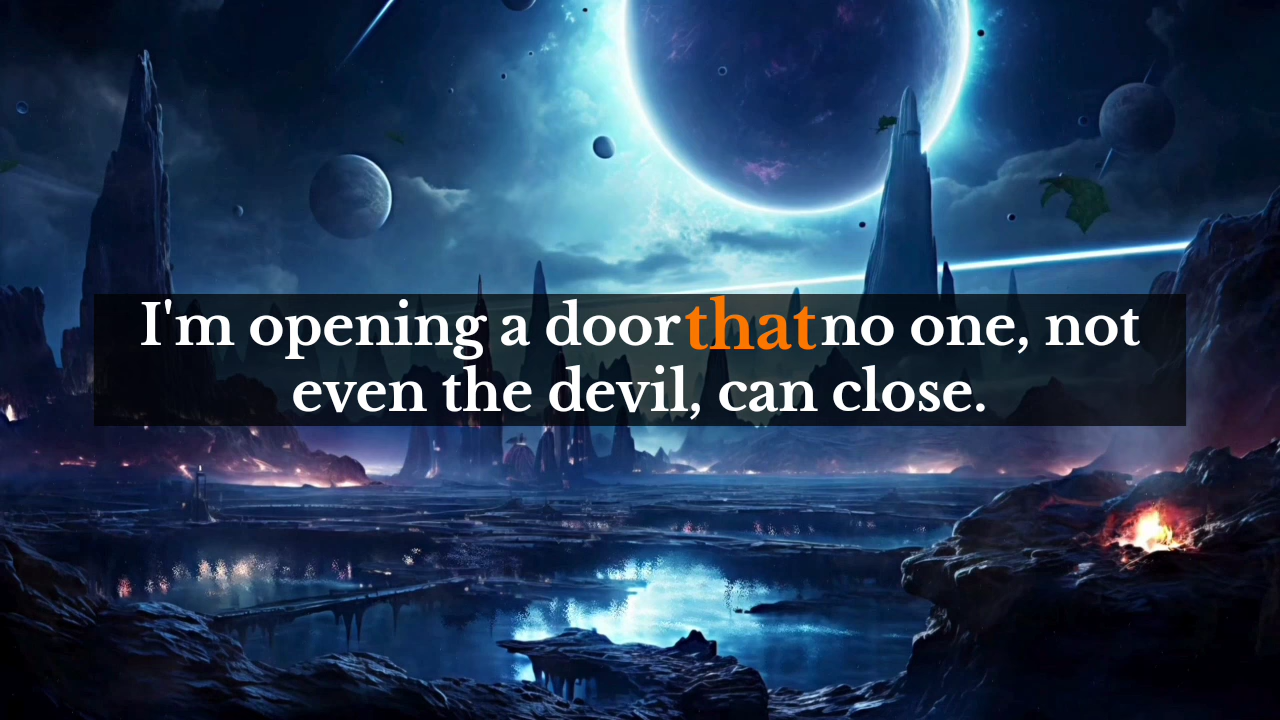 I'm opening a door that no one, not
even the devil, can close.